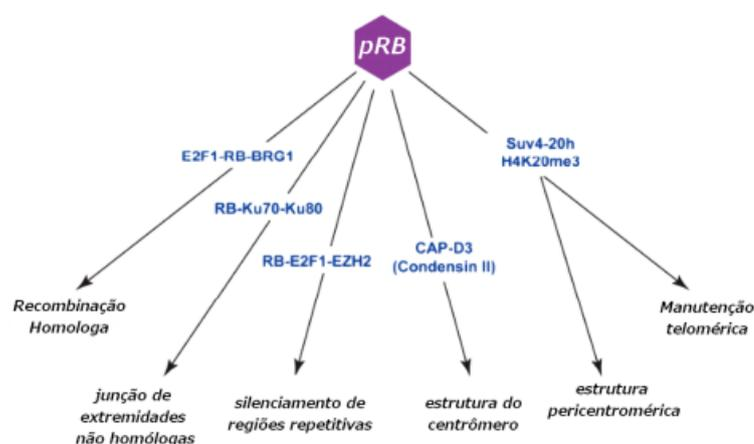 pRB
E2F1-RB-BRG1
RB-Ku70-Ku80
RB-E2F1-EZH2
CAP-D3
(Condensin II)
Suv4-20h
H4K20me3
Recombinação
Homologa
junção de
extremidades
não homólogas
silenciamento de
regiões repetitivas
estrutura do
centrômero
estrutura
pericentromérica
Manutenção
telomérica